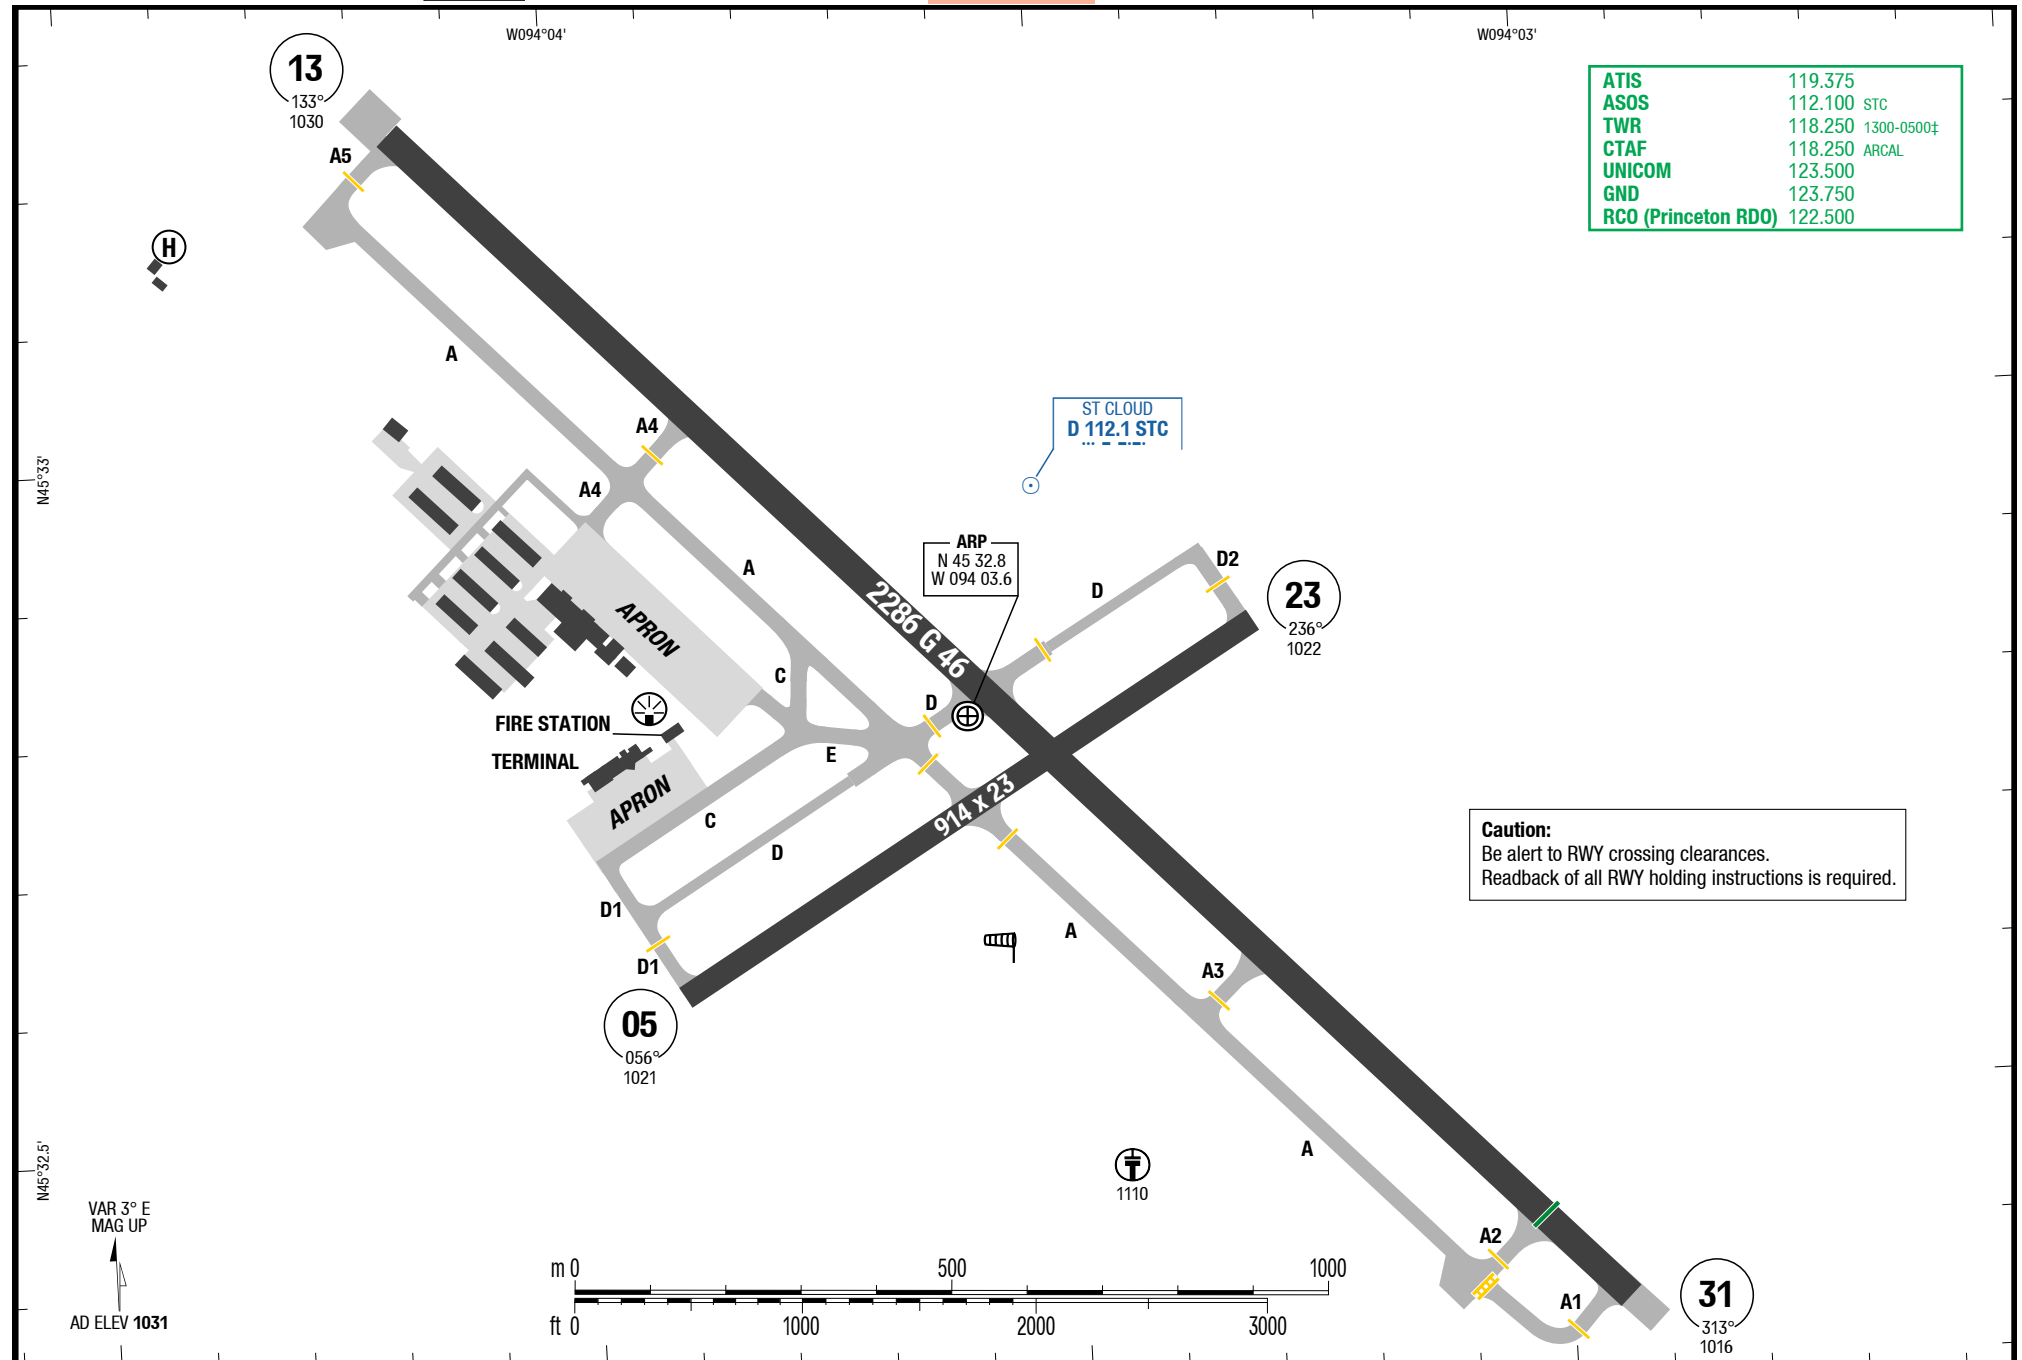 W094°04'
W094°03'
13
133°
1030
ATIS 119.375
ASOS 112.100 STC
TWR 118.250 1300-0500‡
CTAF 118.250 ARCAL
UNICOM 123.500
GND 123.750
RCO (Princeton RDO) 122.500
A5
H
A
A4
ST CLOUD
D 112.1 STC
N45°33'
A4
ARP
N 45 32.8
W 094 03.6
A
D2
D
23
236°
1022
2286 G 46
APRON
C
D
FIRE STATION
TERMINAL
E
APRON
914 x 23
C
D
Caution:
Be alert to RWY crossing clearances.
Readback of all RWY holding instructions is required.
D1
A
D1
A3
05
056°
1021
A
N45°32.5'
1110
VAR 3° E
MAG UP
A2
m 0 500 1000
A1
31
313°
1016
AD ELEV 1031
ft 0 1000 2000 3000